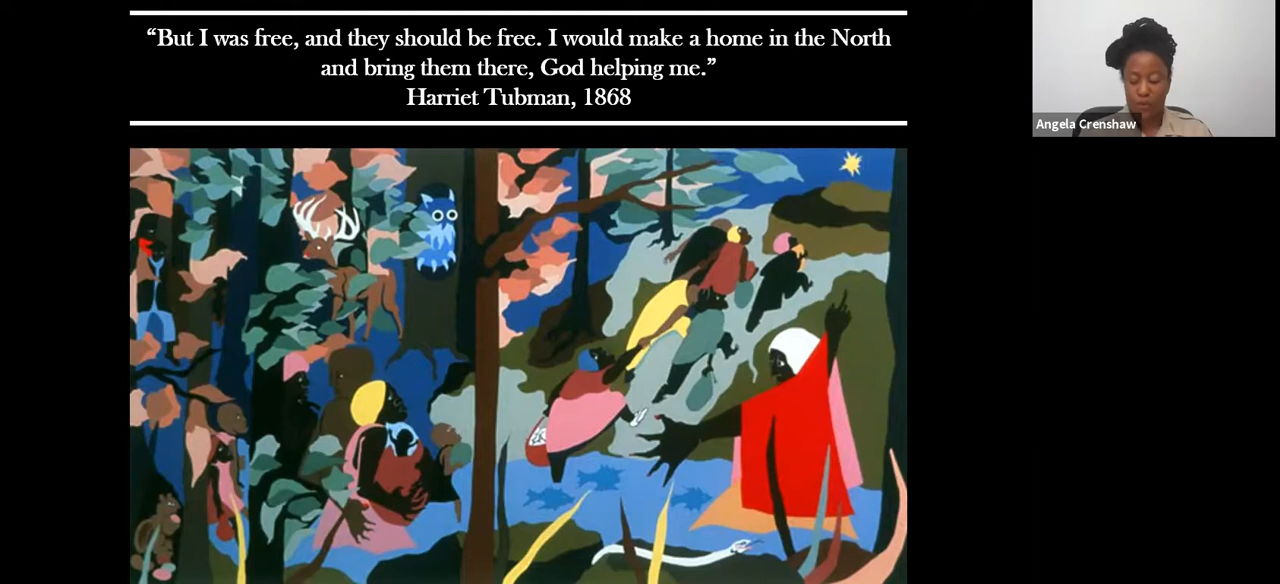 “But I was free, and they should be free. I would make a home in the North
and bring them there, God helping me.”
Harriet Tubman, 1868
Angela Crenshaw